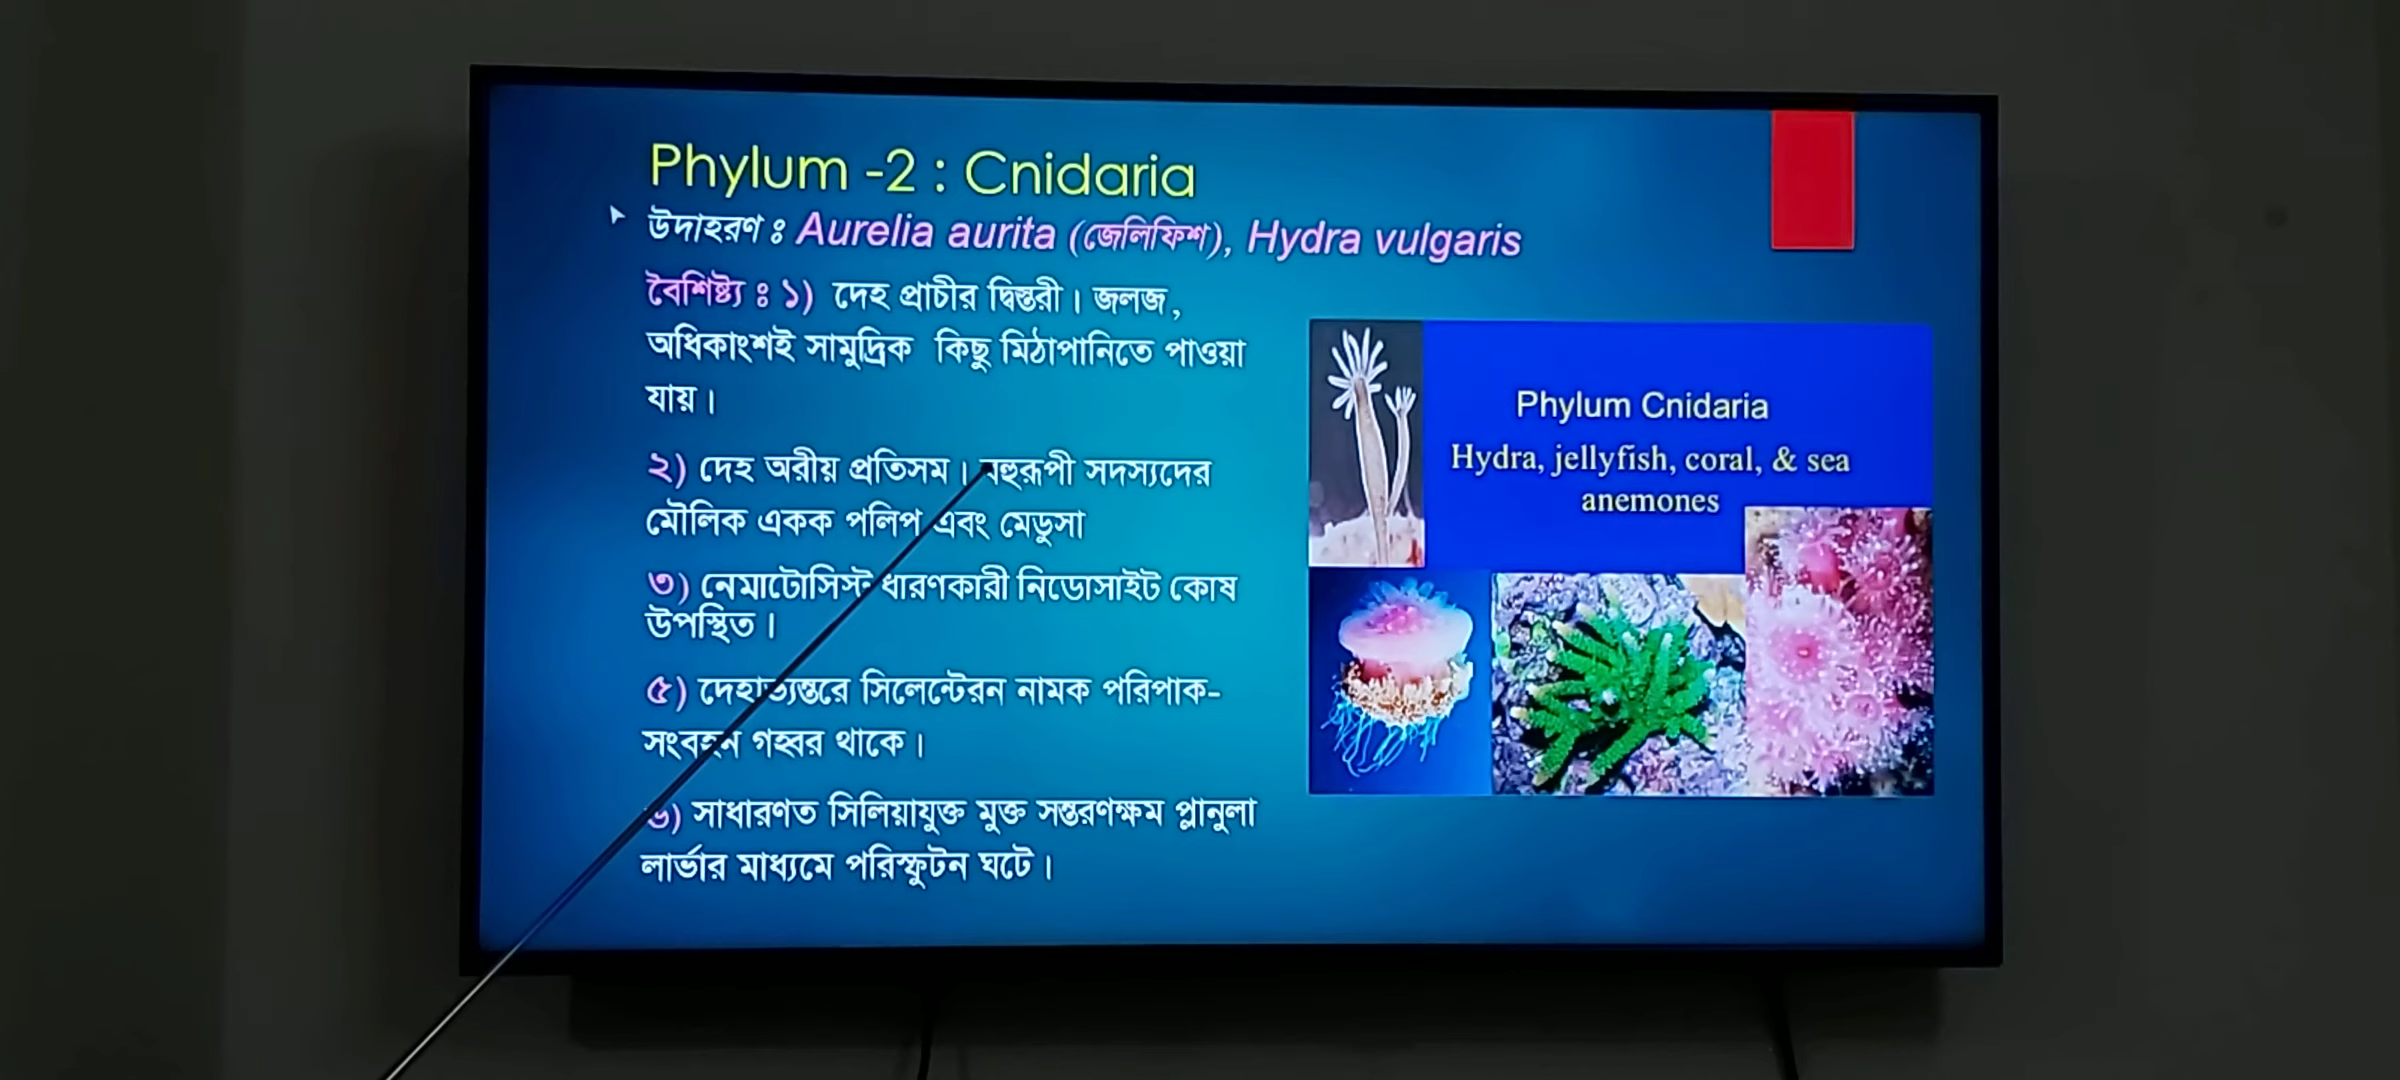 Phylum -2 : Cnidaria
উদাহরণ ঃ Aurelia aurita (জেলিফিশ), Hydra vulgaris
বৈশিষ্ট্য ঃ ১) দেহ প্রাচীর দ্বিস্তরী। জলজ,
অধিকাংশই সামুদ্রিক কিছু মিঠাপানিতে পাওয়া
যায়।
২) দেহ অরীয় প্রতিসম। বহুরূপী সদস্যদের
মৌলিক একক পলিপ এবং মেডুসা
৩) নেমাটোসিস্ট ধারণকারী নিডোসাইট কোষ
উপস্থিত।
৫) দেহাভ্যন্তরে সিলেন্টেরন নামক পরিপাক-
সংবহন গহ্বর থাকে।
৬) সাধারণত সিলিয়াযুক্ত মুক্ত সন্তরণক্ষম প্লানুলা
লার্ভার মাধ্যমে পরিস্ফুটন ঘটে।
Phylum Cnidaria
Hydra, jellyfish, coral, & sea
anemones